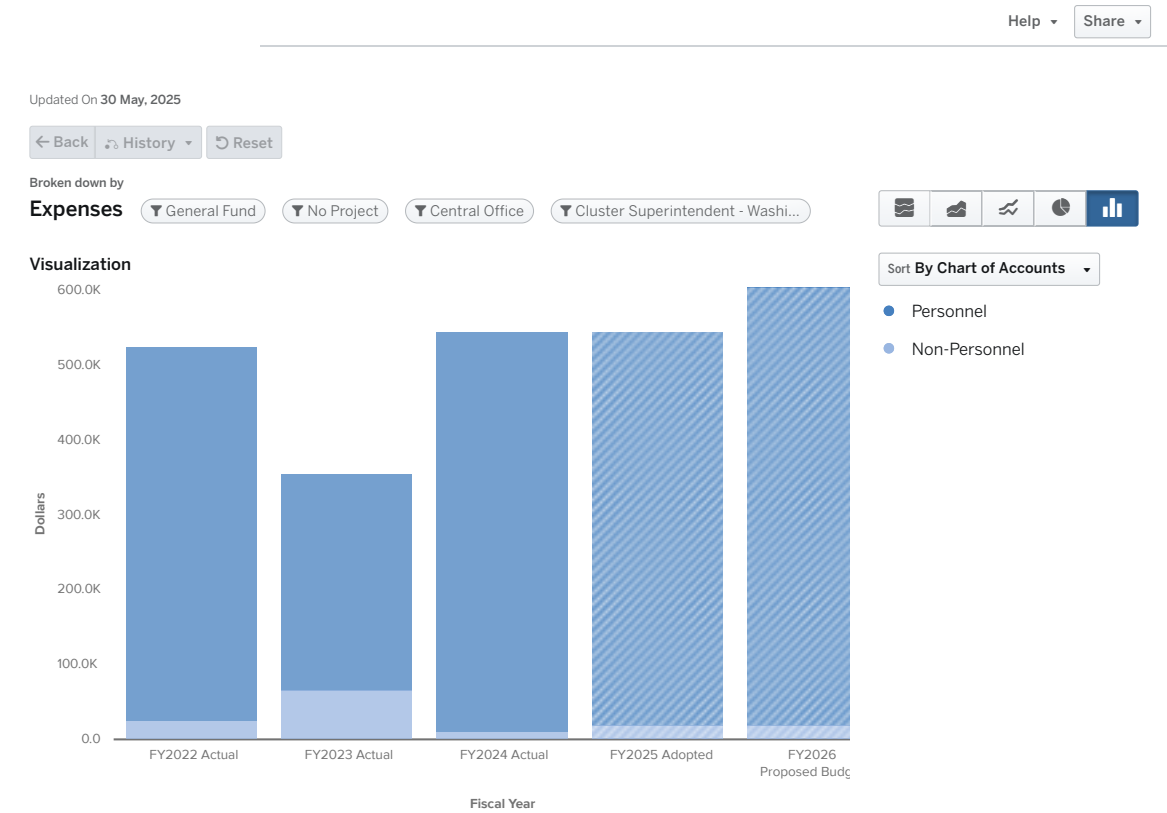 Help
Share
Updated On 30 May, 2025
Back
History
Reset
Broken down by
Expenses
General Fund
No Project
Central Office
Cluster Superintendent - Washi...
Visualization
Sort By Chart of Accounts
Personnel
Non-Personnel
600.0K
500.0K
400.0K
300.0K
200.0K
100.0K
0.0
Dollars
FY2022 Actual
FY2023 Actual
FY2024 Actual
FY2025 Adopted
FY2026
Proposed Budg
Fiscal Year